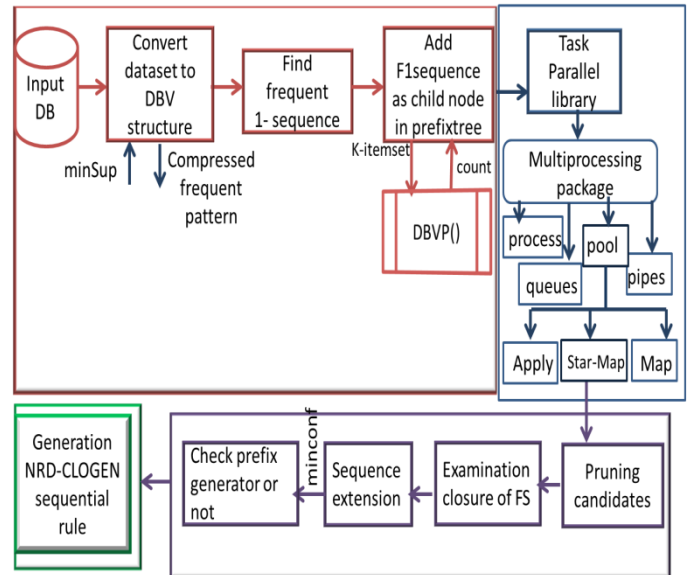 Input
DB
Convert
dataset to
DBV
structure
Find
frequent
1- sequence
Add
F1sequence
as child node
in prefixtree
minSup
Compressed
frequent
pattern
K-itemset
count
DBVP()
Task
Parallel
library
Multiprocessing
package
process
queues
pool
pipes
Apply
Star-Map
Map
Pruning
candidates
Examination
closure of FS
Sequence
extension
minconf
Check prefix
generator or
not
Generation
NRD-CLOGEN
sequential
rule